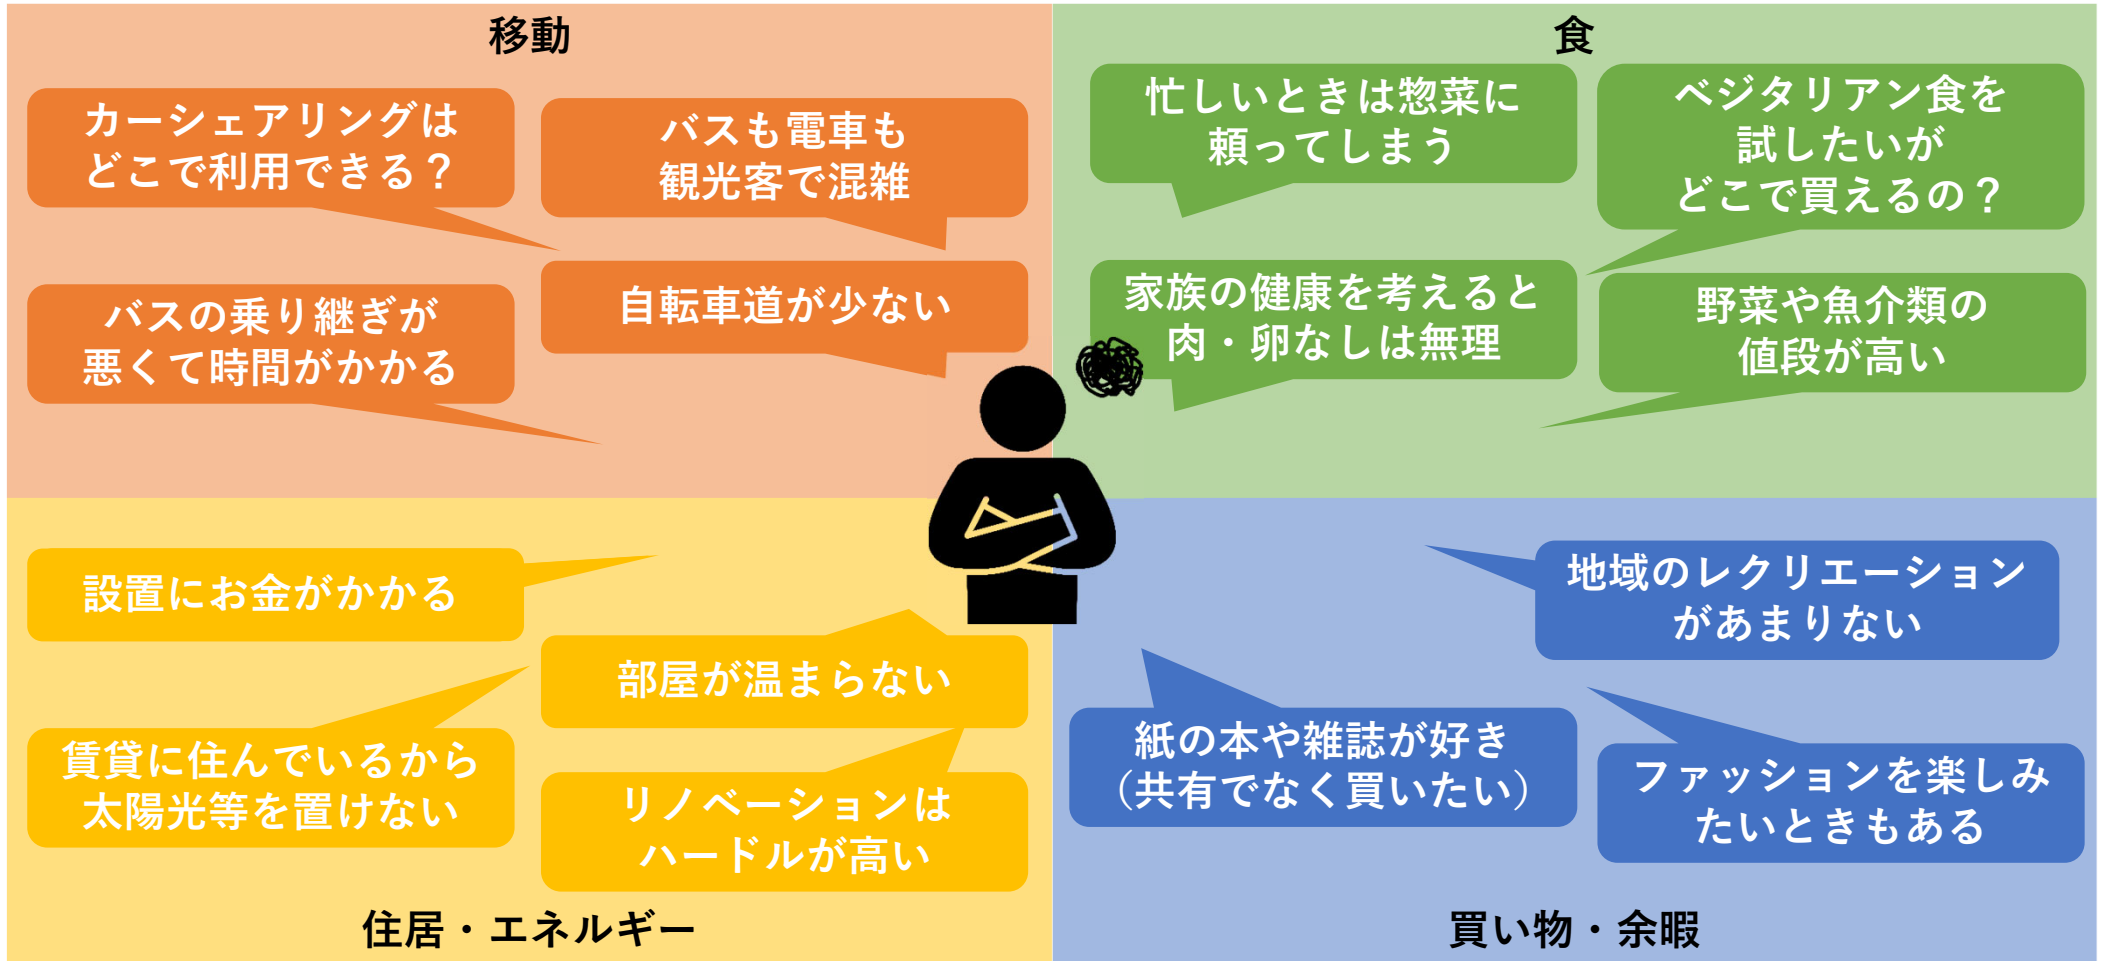 移動
カーシェアリングは
どこで利用できる？
バスも電車も
観光客で混雑
バスの乗り継ぎが
悪くて時間がかかる
自転車道が少ない
食
忙しいときは惣菜に
頼ってしまう
ベジタリアン食を
試したいが
どこで買えるの？
家族の健康を考えると
肉・卵なしは無理
野菜や魚介類の
値段が高い
設置にお金がかかる
部屋が温まらない
賃貸に住んでいるから
太陽光等を置けない
リノベーションは
ハードルが高い
住居・エネルギー
地域のレクリエーション
があまりない
紙の本や雑誌が好き
（共有でなく買いたい）
ファッションを楽しみ
たいときもある
買い物・余暇